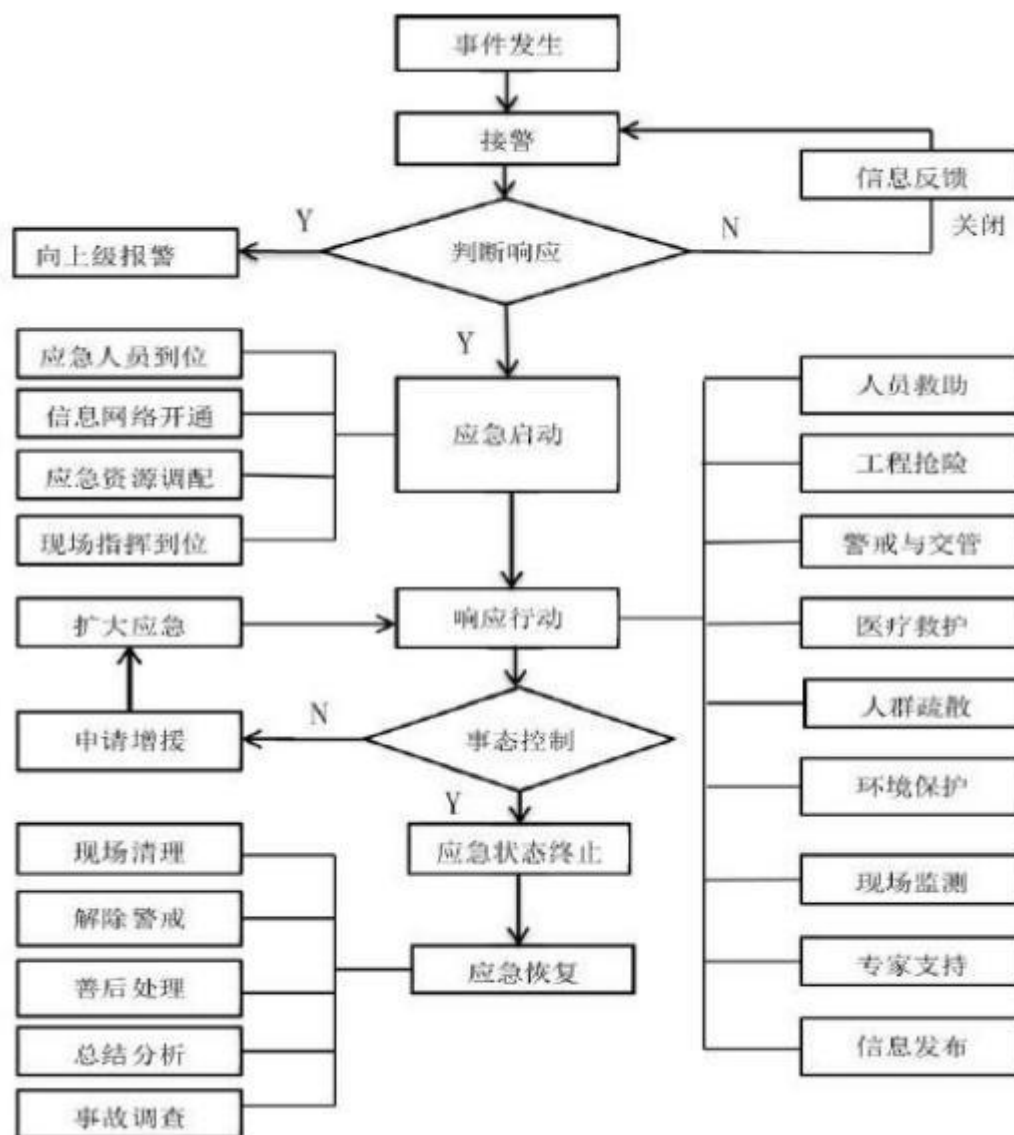 事件发生
接警
信息反馈
Y
N
关闭
向上级报警
判断响应
Y
应急人员到位
信息网络开通
应急资源调配
现场指挥到位
应急启动
人员救助
工程抢险
警戒与交管
扩大应急
响应行动
医疗救护
人群疏散
申请增援
N
事态控制
环境保护
Y
现场清理
应急状态终止
现场监测
解除警戒
应急恢复
专家支持
善后处理
总结分析
信息发布
事故调查